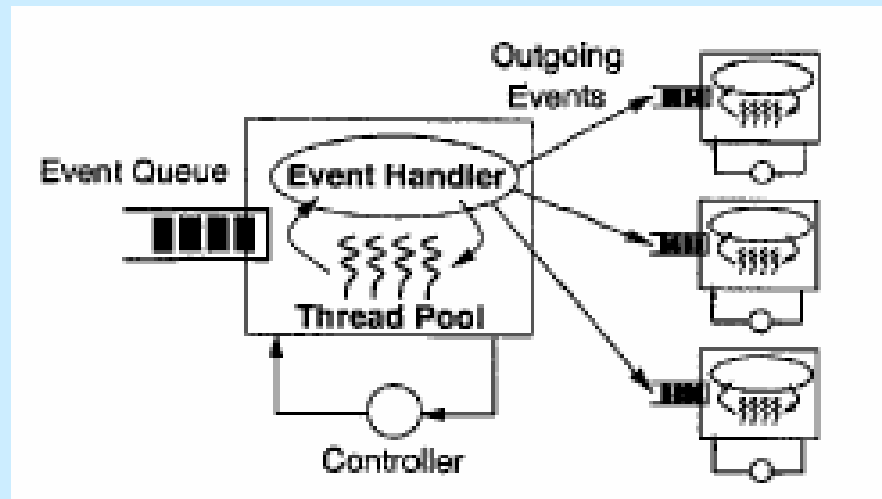 Outgoing
Events
Event Queue
Event Handler
Thread Pool
Controller